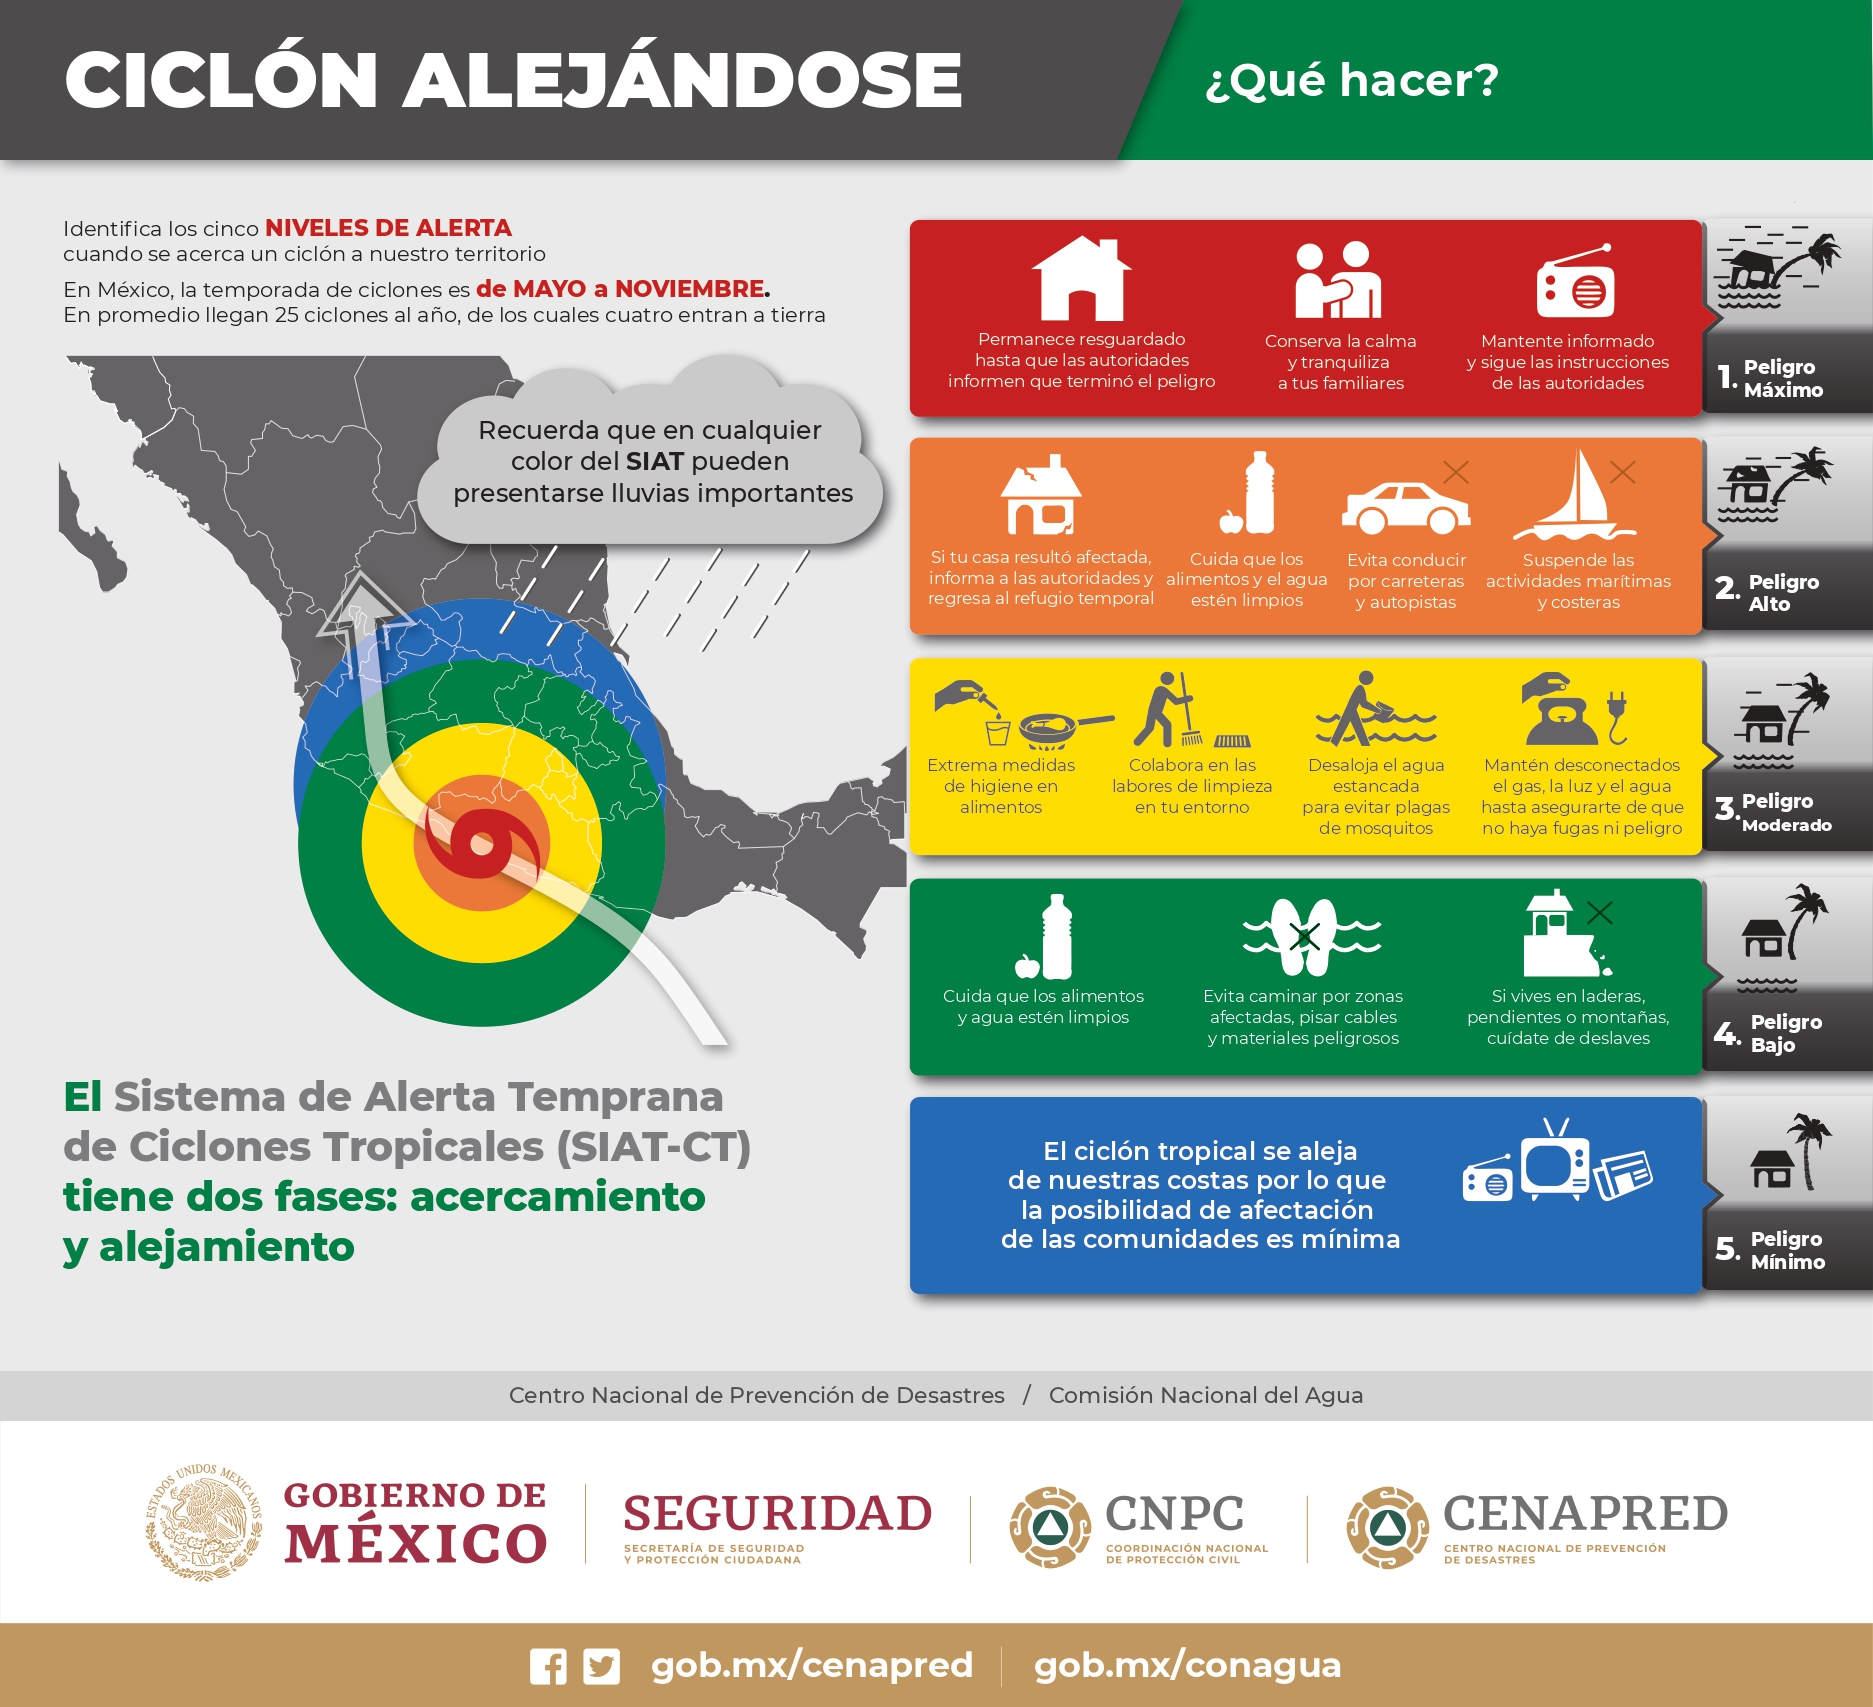 CICLÓN ALEJÁNDOSE
¿Qué hacer?
Identifica los cinco NIVELES DE ALERTA
cuando se acerca un ciclón a nuestro territorio
En México, la temporada de ciclones es de MAYO a NOVIEMBRE.
En promedio llegan 25 ciclones al año, de los cuales cuatro entran a tierra
Recuerda que en cualquier
color del SIAT pueden
presentarse lluvias importantes
El Sistema de Alerta Temprana
de Ciclones Tropicales (SIAT-CT)
tiene dos fases: acercamiento
y alejamiento
Permanece resguardado
hasta que las autoridades
informen que terminó el peligro
Conserva la calma
y tranquiliza
a tus familiares
Mantente informado
y sigue las instrucciones
de las autoridades
1. Peligro
Máximo
Si tu casa resultó afectada,
informa a las autoridades y
regresa al refugio temporal
Cuida que los
alimentos y el agua
estén limpios
Evita conducir
por carreteras
y autopistas
Suspende las
actividades marítimas
y costeras
2. Peligro
Alto
Extrema medidas
de higiene en
alimentos
Colabora en las
labores de limpieza
en tu entorno
Desaloja el agua
estancada
para evitar plagas
de mosquitos
Mantén desconectados
el gas, la luz y el agua
hasta asegurarte de que
no haya fugas ni peligro
3. Peligro
Moderado
Cuida que los alimentos
y agua estén limpios
Evita caminar por zonas
afectadas, pisar cables
y materiales peligrosos
Si vives en laderas,
pendientes o montañas,
cuídate de deslaves
4. Peligro
Bajo
El ciclón tropical se aleja
de nuestras costas por lo que
la posibilidad de afectación
de las comunidades es mínima
5. Peligro
Mínimo
Centro Nacional de Prevención de Desastres / Comisión Nacional del Agua
ESTADOS UNIDOS MEXICANOS
GOBIERNO DE
MÉXICO
SEGURIDAD
SECRETARÍA DE SEGURIDAD
Y PROTECCIÓN CIUDADANA
CNPC
COORDINACIÓN NACIONAL
DE PROTECCIÓN CIVIL
CENAPRED
CENTRO NACIONAL DE PREVENCIÓN
DE DESASTRES
gob.mx/cenapred
gob.mx/conagua